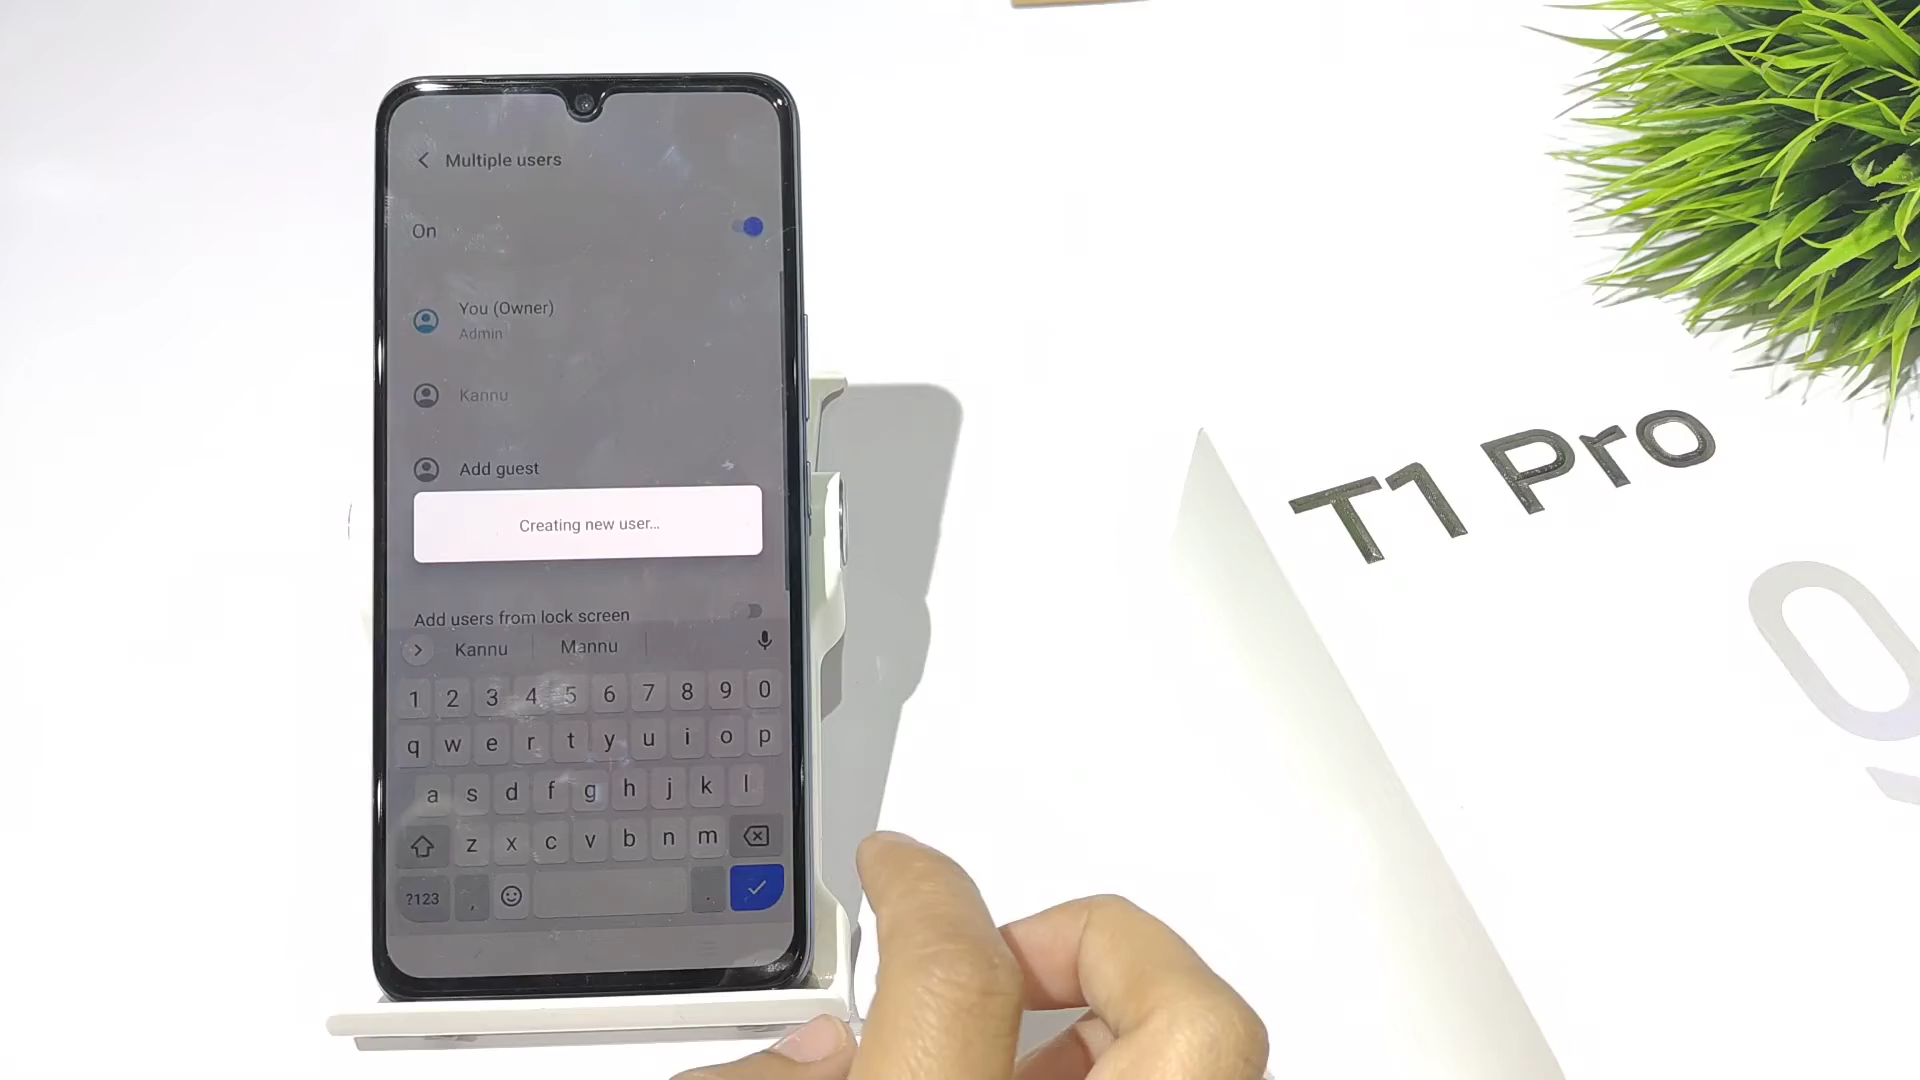 Multiple users
On
You (Owner)
Admin
Kannu
Add guest
Creating new user...
Add users from lock screen
Kannu Mannu
1 2 3 4 5 6 7 8 9 0
q w e r t y u i o p
a s d f g h j k l
z x c v b n m
?123 , .
T1 Pro